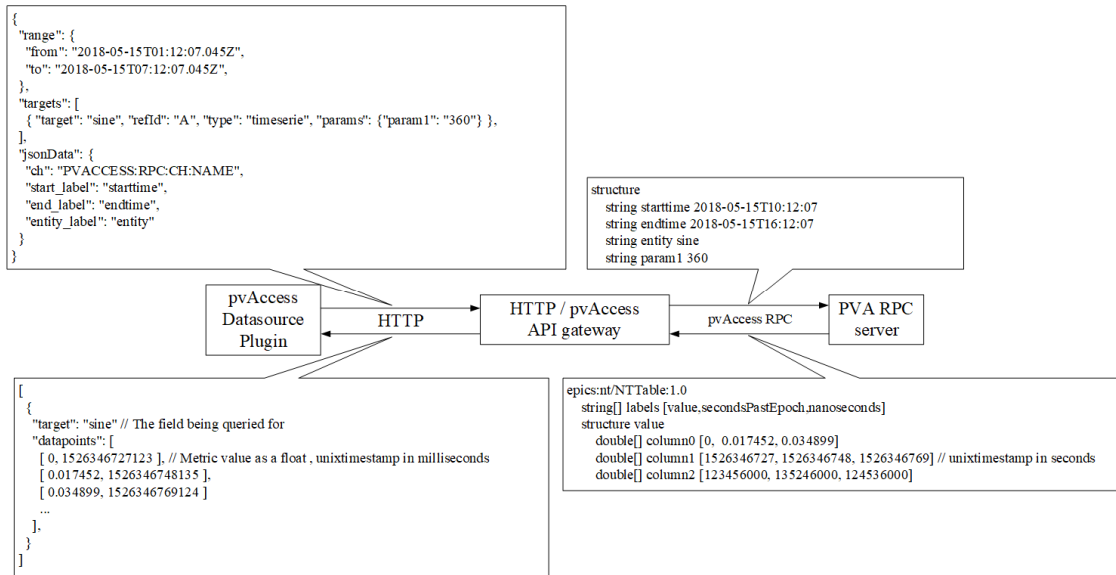 {
"range": {
"from": "2018-05-15T01:12:07.045Z",
"to": "2018-05-15T07:12:07.045Z",
},
"targets": [
{ "target": "sine", "refId": "A", "type": "timeserie", "params": {"param1": "360"} },
],
"jsonData": {
"ch": "PVACCESS:RPC:CH:NAME",
"start_label": "starttime",
"end_label": "endtime",
"entity_label": "entity"
}
}
structure
string starttime 2018-05-15T10:12:07
string endtime 2018-05-15T16:12:07
string entity sine
string param1 360
pvAccess
Datasource
Plugin
HTTP
HTTP / pvAccess
API gateway
pvAccess RPC
PVA RPC
server
[
{
"target": "sine" // The field being queried for
"datapoints": [
[ 0, 1526346727123 ], // Metric value as a float , unixtimestamp in milliseconds
[ 0.017452, 1526346748135 ],
[ 0.034899, 1526346769124 ]
...
],
}
]
epics:nt/NTTable:1.0
string[] labels [value,secondsPastEpoch,nanoseconds]
structure value
double[] column0 [0,  0.017452, 0.034899]
double[] column1 [1526346727, 1526346748, 1526346769] // unixtimestamp in seconds
double[] column2 [123456000, 135246000, 124536000]